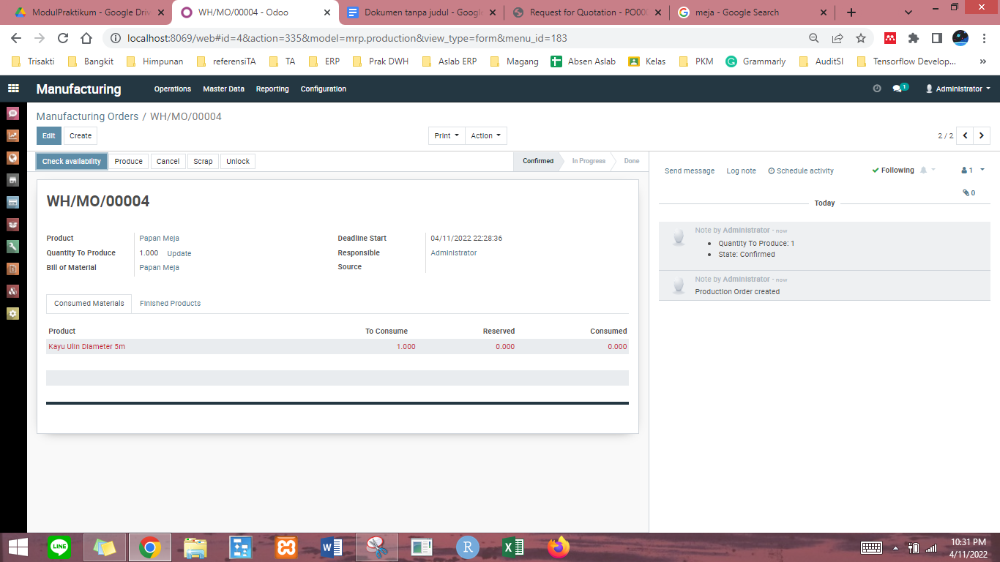 ModulPraktikum - Google Driv
WH/MO/00004 - Odoo
Dokumen tanpa judul - Google
Request for Quotation - PO000
meja - Google Search
localhost:8069/web#id=4&action=335&model=mrp.production&view_type=form&menu_id=183
Trisakti
Bangkit
Himpunan
referensiTA
TA
ERP
Prak DWH
Aslab ERP
Magang
Absen Aslab
Kelas
PKM
Grammarly
AuditSI
Tensorflow Develop...
»
Manufacturing
Operations
Master Data
Reporting
Configuration
1
Administrator
Manufacturing Orders / WH/MO/00004
Edit
Create
Print
Action
2 / 2
Check availability
Produce
Cancel
Scrap
Unlock
Confirmed
In Progress
Done
Send message
Log note
Schedule activity
Following
1
0
Today
WH/MO/00004
Product
Papan Meja
Quantity To Produce
1.000 Update
Bill of Material
Papan Meja
Deadline Start
04/11/2022 22:28:36
Responsible
Administrator
Source
Note by Administrator - now
Quantity To Produce: 1
State: Confirmed
Note by Administrator - now
Production Order created
Consumed Materials
Finished Products
Product To Consume Reserved Consumed
Kayu Ulin Diameter 5m 1.000 0.000 0.000
LINE
W
R
X
10:31 PM
4/11/2022